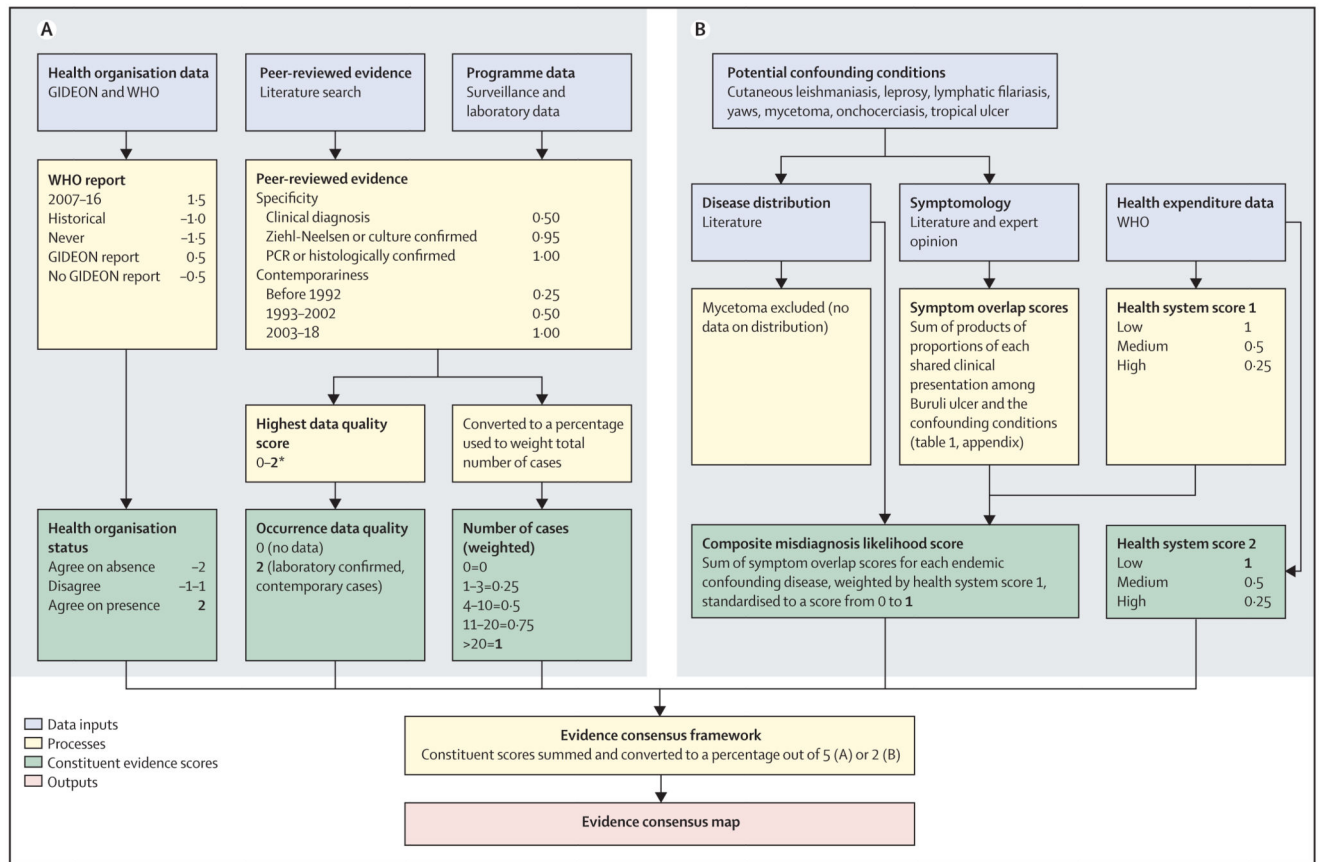 A
Health organisation data
GIDEON and WHO
Peer-reviewed evidence
Literature search
Programme data
Surveillance and
laboratory data
WHO report
2007–16 1·5
Historical –1·0
Never –1·5
GIDEON report 0·5
No GIDEON report –0·5
Peer-reviewed evidence
Specificity
Clinical diagnosis 0·50
Ziehl-Neelsen or culture confirmed 0·95
PCR or histologically confirmed 1·00
Contemporariness
Before 1992 0·25
1993–2002 0·50
2003–18 1·00
Highest data quality
score
0–2*
Converted to a percentage
used to weight total
number of cases
Health organisation
status
Agree on absence –2
Disagree –1–1
Agree on presence 2
Occurrence data quality
0 (no data)
2 (laboratory confirmed,
contemporary cases)
Number of cases
(weighted)
0=0
1–3=0·25
4–10=0·5
11–20=0·75
>20=1
B
Potential confounding conditions
Cutaneous leishmaniasis, leprosy, lymphatic filariasis,
yaws, mycetoma, onchocerciasis, tropical ulcer
Disease distribution
Literature
Symptomology
Literature and expert
opinion
Health expenditure data
WHO
Mycetoma excluded (no
data on distribution)
Symptom overlap scores
Sum of products of
proportions of each
shared clinical
presentation among
Buruli ulcer and the
confounding conditions
(table 1, appendix)
Health system score 1
Low 1
Medium 0·5
High 0·25
Composite misdiagnosis likelihood score
Sum of symptom overlap scores for each endemic
confounding disease, weighted by health system score 1,
standardised to a score from 0 to 1
Health system score 2
Low 1
Medium 0·5
High 0·25
Data inputs
Processes
Constituent evidence scores
Outputs
Evidence consensus framework
Constituent scores summed and converted to a percentage out of 5 (A) or 2 (B)
Evidence consensus map